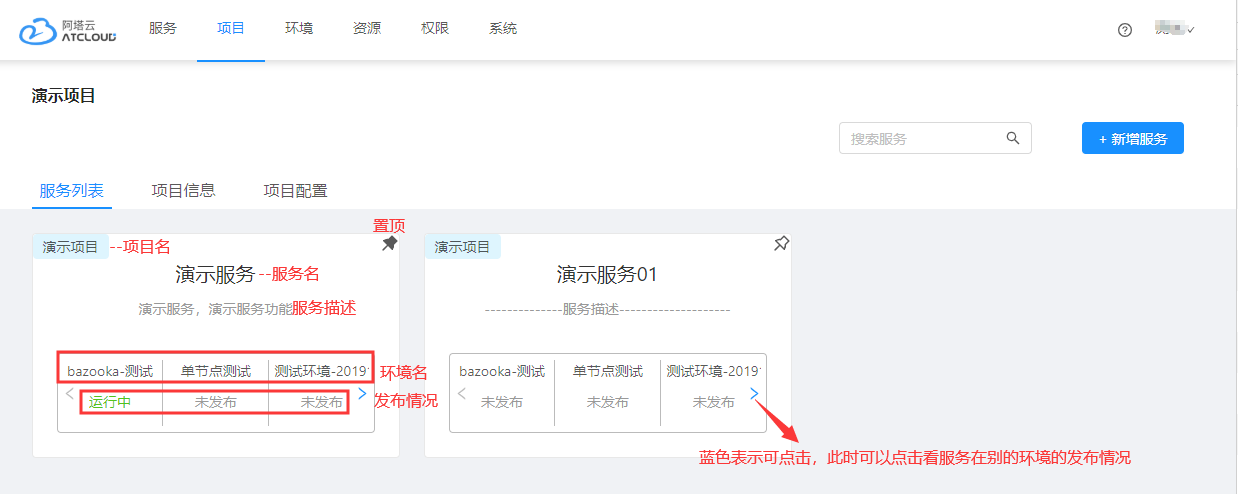 阿塔云
ATCLOUD
服务 项目 环境 资源 权限 系统
演示项目
搜索服务
+ 新增服务
服务列表 项目信息 项目配置
置顶
演示项目 --项目名
演示服务 --服务名
演示服务，演示服务功能 服务描述
bazooka-测试 单节点测试 测试环境-2019 环境名
运行中 未发布 未发布 发布情况
演示项目
演示服务01
--------------服务描述--------------------
bazooka-测试 单节点测试 测试环境-2019
未发布 未发布 未发布
蓝色表示可点击，此时可以点击看服务在别的环境的发布情况